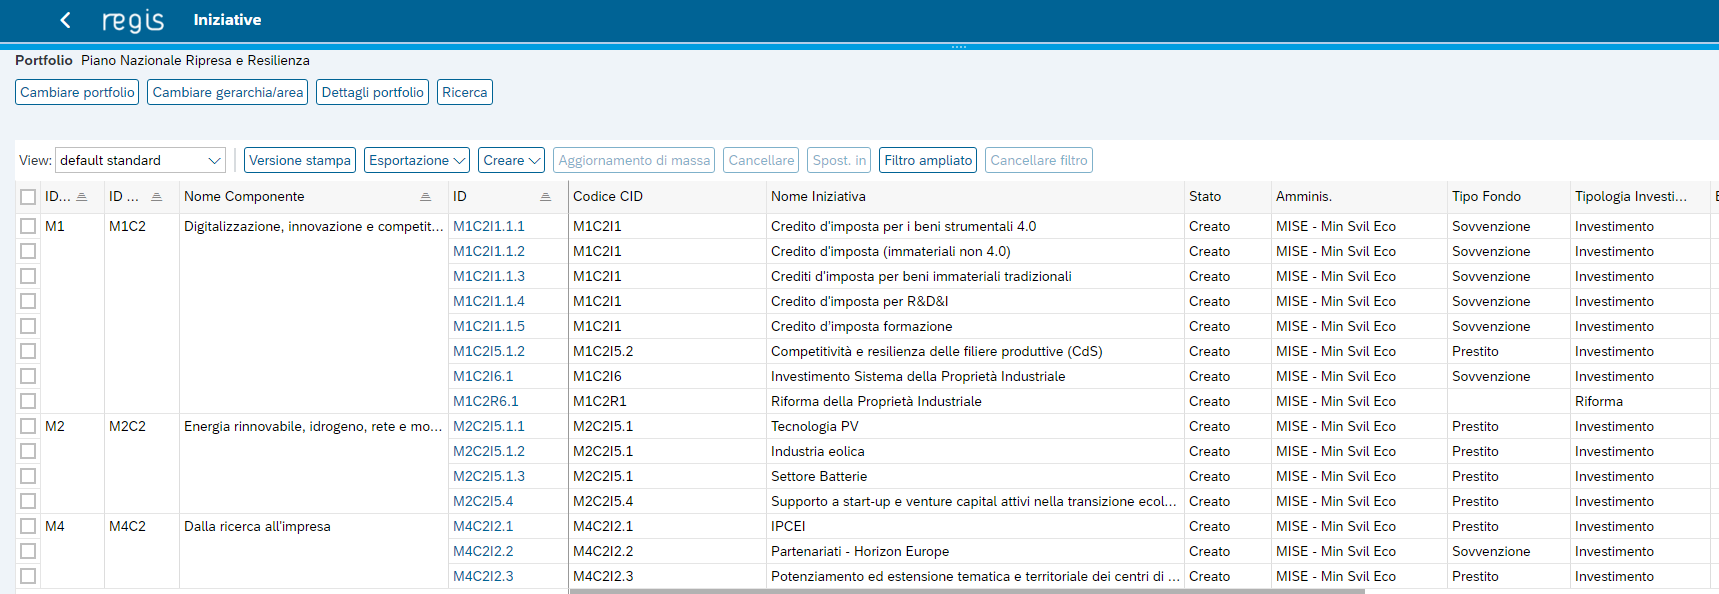 regis Iniziative
Portfolio Piano Nazionale Ripresa e Resilienza
Cambiare portfolio Cambiare gerarchia/area Dettagli portfolio Ricerca
View: default standard Versione stampa Esportazione Creare Aggiornamento di massa Cancellare Spost. in Filtro ampliato Cancellare filtro
ID... ID ... Nome Componente ID Codice CID Nome Iniziativa Stato Amminis. Tipo Fondo Tipologia Investi...
M1 M1C2 Digitalizzazione, innovazione e competit... M1C2I1.1.1 M1C2I1 Credito d'imposta per i beni strumentali 4.0 Creato MISE - Min Svil Eco Sovvenzione Investimento
M1C2I1.1.2 M1C2I1 Credito d'imposta (immateriali non 4.0) Creato MISE - Min Svil Eco Sovvenzione Investimento
M1C2I1.1.3 M1C2I1 Crediti d'imposta per beni immateriali tradizionali Creato MISE - Min Svil Eco Sovvenzione Investimento
M1C2I1.1.4 M1C2I1 Credito d'imposta per R&D&I Creato MISE - Min Svil Eco Sovvenzione Investimento
M1C2I1.1.5 M1C2I1 Credito d'imposta formazione Creato MISE - Min Svil Eco Sovvenzione Investimento
M1C2I5.1.2 M1C2I5.2 Competitività e resilienza delle filiere produttive (CdS) Creato MISE - Min Svil Eco Prestito Investimento
M1C2I6.1 M1C2I6 Investimento Sistema della Proprietà Industriale Creato MISE - Min Svil Eco Sovvenzione Investimento
M1C2R6.1 M1C2R1 Riforma della Proprietà Industriale Creato MISE - Min Svil Eco Riforma
M2 M2C2 Energia rinnovabile, idrogeno, rete e mo... M2C2I5.1.1 M2C2I5.1 Tecnologia PV Creato MISE - Min Svil Eco Prestito Investimento
M2C2I5.1.2 M2C2I5.1 Industria eolica Creato MISE - Min Svil Eco Prestito Investimento
M2C2I5.1.3 M2C2I5.1 Settore Batterie Creato MISE - Min Svil Eco Prestito Investimento
M2C2I5.4 M2C2I5.4 Supporto a start-up e venture capital attivi nella transizione ecol... Creato MISE - Min Svil Eco Prestito Investimento
M4 M4C2 Dalla ricerca all'impresa M4C2I2.1 M4C2I2.1 IPCEI Creato MISE - Min Svil Eco Prestito Investimento
M4C2I2.2 M4C2I2.2 Partenariati - Horizon Europe Creato MISE - Min Svil Eco Sovvenzione Investimento
M4C2I2.3 M4C2I2.3 Potenziamento ed estensione tematica e territoriale dei centri di ... Creato MISE - Min Svil Eco Prestito Investimento